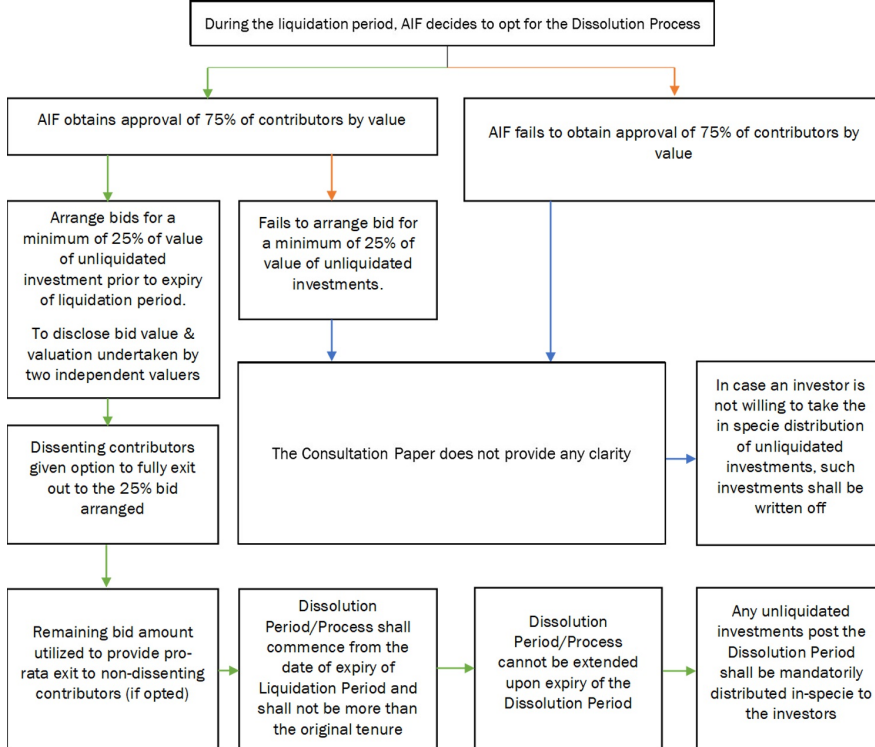 During the liquidation period, AIF decides to opt for the Dissolution Process
AIF obtains approval of 75% of contributors by value
AIF fails to obtain approval of 75% of contributors by
value
Arrange bids for a
minimum of 25% of value
of unliquidated
investment prior to expiry
of liquidation period.
To disclose bid value &
valuation undertaken by
two independent valuers
Fails to arrange bid for
a minimum of 25% of
value of unliquidated
investments.
The Consultation Paper does not provide any clarity
In case an investor is
not willing to take the
in specie distribution
of unliquidated
investments, such
investments shall be
written off
Dissenting contributors
given option to fully exit
out to the 25% bid
arranged
Remaining bid amount
utilized to provide pro-
rata exit to non-dissenting
contributors (if opted)
Dissolution
Period/Process shall
commence from the
date of expiry of
Liquidation Period and
shall not be more than
the original tenure
Dissolution
Period/Process
cannot be extended
upon expiry of the
Dissolution Period
Any unliquidated
investments post the
Dissolution Period
shall be mandatorily
distributed in-specie to
the investors